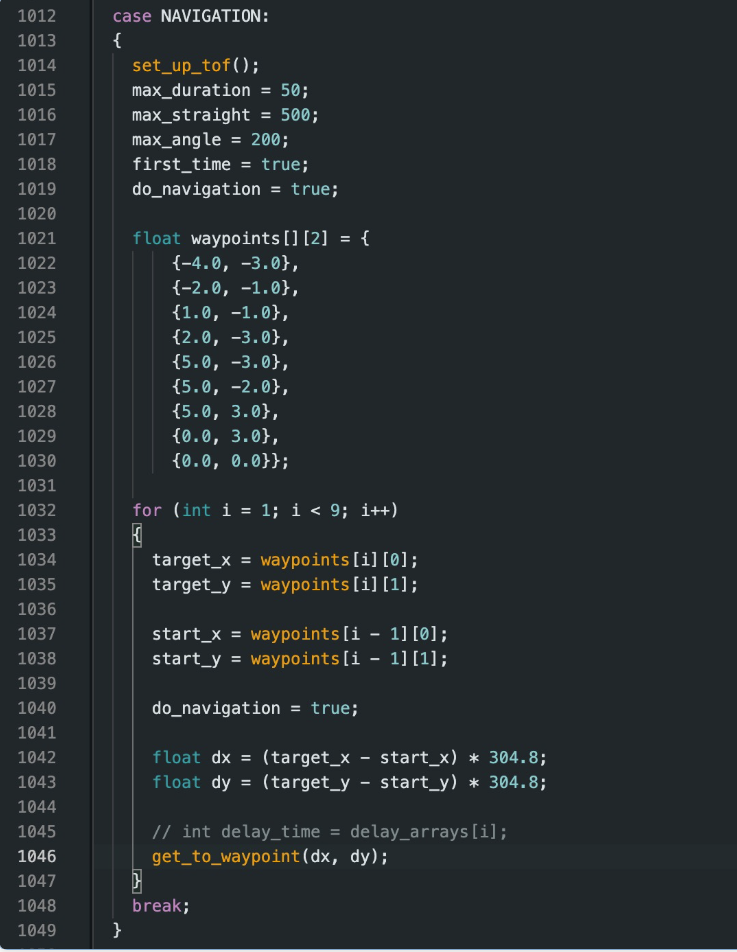 1012 case NAVIGATION:
1013 {
1014 set_up_tof();
1015 max_duration = 50;
1016 max_straight = 500;
1017 max_angle = 200;
1018 first_time = true;
1019 do_navigation = true;
1020
1021 float waypoints[][2] = {
1022 {-4.0, -3.0},
1023 {-2.0, -1.0},
1024 {1.0, -1.0},
1025 {2.0, -3.0},
1026 {5.0, -3.0},
1027 {5.0, -2.0},
1028 {5.0, 3.0},
1029 {0.0, 3.0},
1030 {0.0, 0.0}};
1031
1032 for (int i = 1; i < 9; i++)
1033 {
1034 target_x = waypoints[i][0];
1035 target_y = waypoints[i][1];
1036
1037 start_x = waypoints[i - 1][0];
1038 start_y = waypoints[i - 1][1];
1039
1040 do_navigation = true;
1041
1042 float dx = (target_x - start_x) * 304.8;
1043 float dy = (target_y - start_y) * 304.8;
1044
1045 // int delay_time = delay_arrays[i];
1046 get_to_waypoint(dx, dy);
1047 }
1048 break;
1049 }